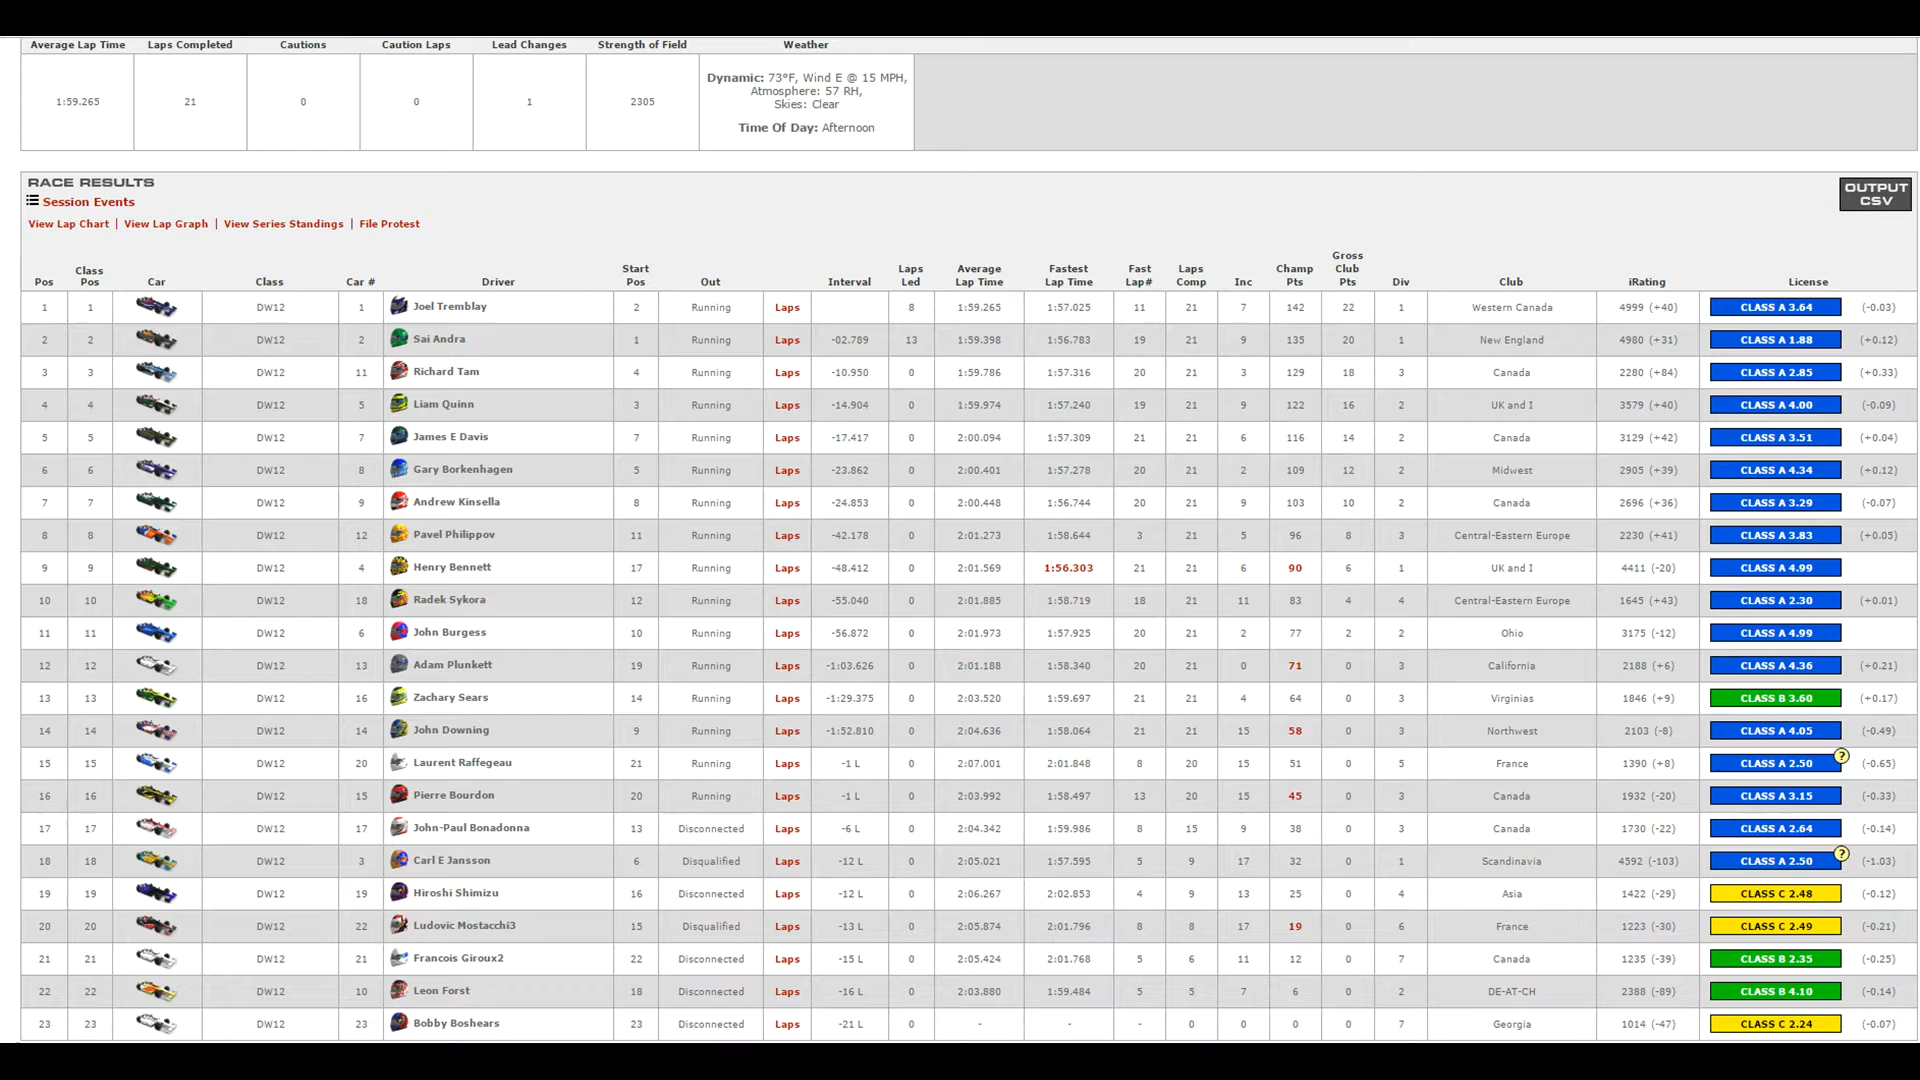 Average Lap Time Laps Completed Cautions Caution Laps Lead Changes Strength of Field Weather
1:59.265 21 0 0 1 2305 Dynamic: 73°F, Wind E @ 15 MPH,
Atmosphere: 57 RH,
Skies: Clear
Time Of Day: Afternoon
RACE RESULTS
Session Events
OUTPUT CSV
View Lap Chart | View Lap Graph | View Series Standings | File Protest
Pos Class Pos Car Class Car # Driver Start Pos Out Interval Laps Led Average Lap Time Fastest Lap Time Fast Lap# Laps Comp Inc Champ Pts Gross Club Pts Div Club iRating License
1 1 DW12 1 Joel Tremblay 2 Running Laps 8 1:59.265 1:57.025 11 21 7 142 22 1 Western Canada 4999 (+40) CLASS A 3.64 (-0.03)
2 2 DW12 2 Sai Andra 1 Running Laps -02.789 13 1:59.398 1:56.783 19 21 9 135 20 1 New England 4980 (+31) CLASS A 1.88 (+0.12)
3 3 DW12 11 Richard Tam 4 Running Laps -10.950 0 1:59.786 1:57.316 20 21 3 129 18 3 Canada 2280 (+84) CLASS A 2.85 (+0.33)
4 4 DW12 5 Liam Quinn 3 Running Laps -14.904 0 1:59.974 1:57.240 19 21 9 122 16 2 UK and I 3579 (+40) CLASS A 4.00 (-0.09)
5 5 DW12 7 James E Davis 7 Running Laps -17.417 0 2:00.094 1:57.309 21 21 6 116 14 2 Canada 3129 (+42) CLASS A 3.51 (+0.04)
6 6 DW12 8 Gary Borkenhagen 5 Running Laps -23.862 0 2:00.401 1:57.278 20 21 2 109 12 2 Midwest 2905 (+39) CLASS A 4.34 (+0.12)
7 7 DW12 9 Andrew Kinsella 8 Running Laps -24.853 0 2:00.448 1:56.744 20 21 9 103 10 2 Canada 2696 (+36) CLASS A 3.29 (-0.07)
8 8 DW12 12 Pavel Philippov 11 Running Laps -42.178 0 2:01.273 1:58.644 3 21 5 96 8 3 Central-Eastern Europe 2230 (+41) CLASS A 3.83 (+0.05)
9 9 DW12 4 Henry Bennett 17 Running Laps -48.412 0 2:01.569 1:56.303 21 21 6 90 6 1 UK and I 4411 (-20) CLASS A 4.99
10 10 DW12 18 Radek Sykora 12 Running Laps -55.040 0 2:01.885 1:58.719 18 21 11 83 4 4 Central-Eastern Europe 1645 (+43) CLASS A 2.30 (+0.01)
11 11 DW12 6 John Burgess 10 Running Laps -56.872 0 2:01.973 1:57.925 20 21 2 77 2 2 Ohio 3175 (-12) CLASS A 4.99
12 12 DW12 13 Adam Plunkett 19 Running Laps -1:03.626 0 2:01.188 1:58.340 20 21 0 71 0 3 California 2188 (+6) CLASS A 4.36 (+0.21)
13 13 DW12 16 Zachary Sears 14 Running Laps -1:29.375 0 2:03.520 1:59.697 21 21 4 64 0 3 Virginias 1846 (+9) CLASS B 3.60 (+0.17)
14 14 DW12 14 John Downing 9 Running Laps -1:52.810 0 2:04.636 1:58.064 21 21 15 58 0 3 Northwest 2103 (-8) CLASS A 4.05 (-0.49)
15 15 DW12 20 Laurent Raffegeau 21 Running Laps -1 L 0 2:07.001 2:01.848 8 20 15 51 0 5 France 1390 (+8) CLASS A 2.50 ? (-0.65)
16 16 DW12 15 Pierre Bourdon 20 Running Laps -1 L 0 2:03.992 1:58.497 13 20 15 45 0 3 Canada 1932 (-20) CLASS A 3.15 (-0.33)
17 17 DW12 17 John-Paul Bonadonna 13 Disconnected Laps -6 L 0 2:04.342 1:59.986 8 15 9 38 0 3 Canada 1730 (-22) CLASS A 2.64 (-0.14)
18 18 DW12 3 Carl E Jansson 6 Disqualified Laps -12 L 0 2:05.021 1:57.595 5 9 17 32 0 1 Scandinavia 4592 (-103) CLASS A 2.50 ? (-1.03)
19 19 DW12 19 Hiroshi Shimizu 16 Disconnected Laps -12 L 0 2:06.267 2:02.853 4 9 13 25 0 4 Asia 1422 (-29) CLASS C 2.48 (-0.12)
20 20 DW12 22 Ludovic Mostacchi3 15 Disqualified Laps -13 L 0 2:05.874 2:01.796 8 8 17 19 0 6 France 1223 (-30) CLASS C 2.49 (-0.21)
21 21 DW12 21 Francois Giroux2 22 Disconnected Laps -15 L 0 2:05.424 2:01.768 5 6 11 12 0 7 Canada 1235 (-39) CLASS B 2.35 (-0.25)
22 22 DW12 10 Leon Forst 18 Disconnected Laps -16 L 0 2:03.880 1:59.484 5 5 7 6 0 2 DE-AT-CH 2388 (-89) CLASS B 4.10 (-0.14)
23 23 DW12 23 Bobby Boshears 23 Disconnected Laps -21 L 0 - - - 0 0 0 0 7 Georgia 1014 (-47) CLASS C 2.24 (-0.07)